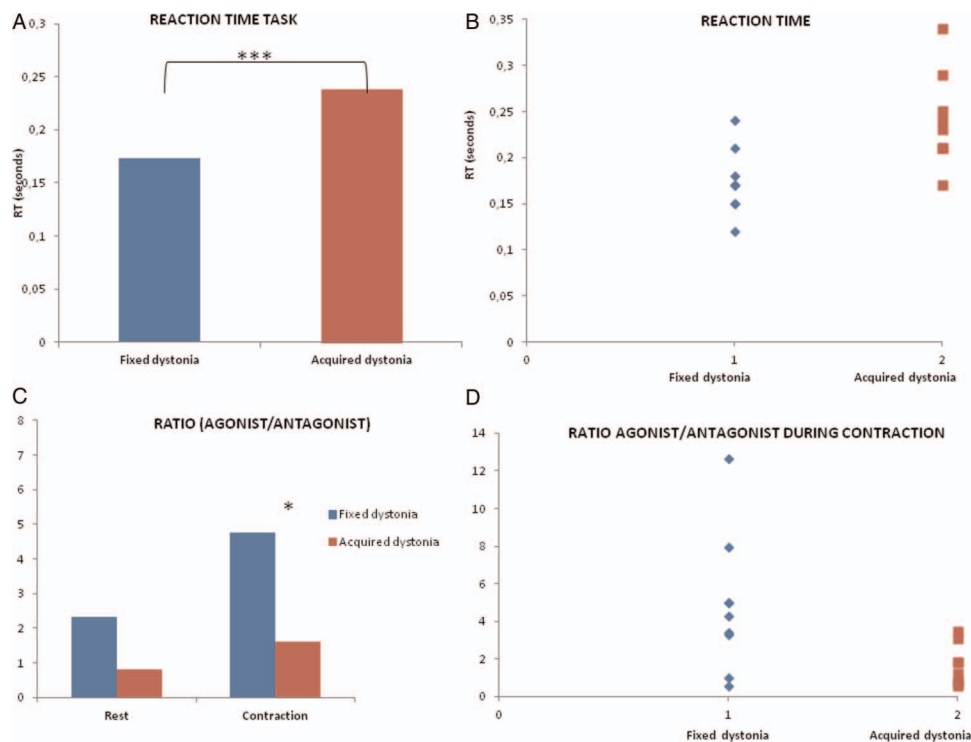 A
REACTION TIME TASK
0,3
0,25
0,2
0,15
0,1
0,05
0
RT (seconds)
***
Fixed dystonia
Acquired dystonia
B
REACTION TIME
0,35
0,3
0,25
0,2
0,15
0,1
0,05
0
RT (seconds)
0
1
2
Fixed dystonia
Acquired dystonia
C
RATIO (AGONIST/ANTAGONIST)
8
7
6
5
4
3
2
1
0
*
Fixed dystonia
Acquired dystonia
Rest
Contraction
D
RATIO AGONIST/ANTAGONIST DURING CONTRACTION
14
12
10
8
6
4
2
0
0
1
2
Fixed dystonia
Acquired dystonia